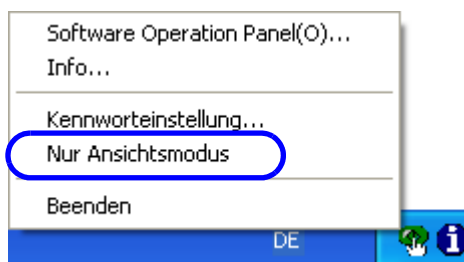 Software Operation Panel(O)...
Info...
Kennworteinstellung...
Nur Ansichtsmodus
Beenden
DE